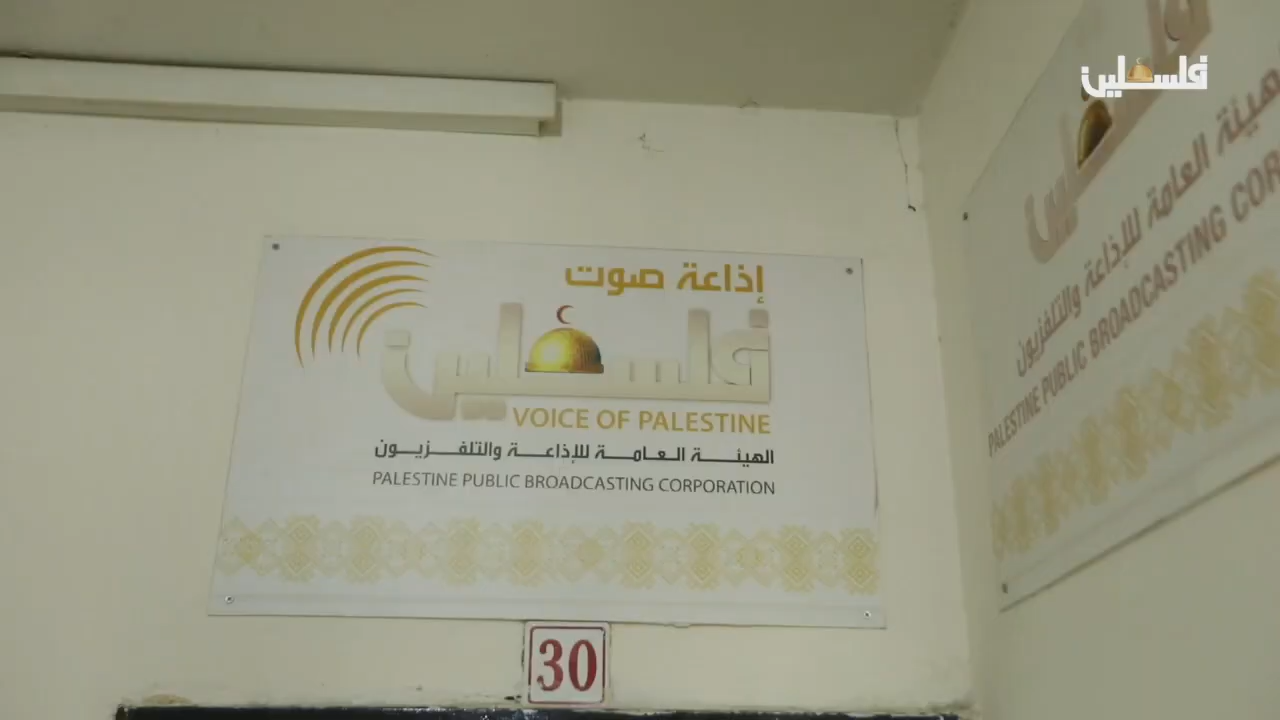 إذاعة صوت
فلسطين
VOICE OF PALESTINE
الهيئة العامة للإذاعة والتلفزيون
PALESTINE PUBLIC BROADCASTING CORPORATION
30
فلسطين
فلسطين
هيئة العامة للإذاعة والتلفزيون
PALESTINE PUBLIC BROADCASTING COR